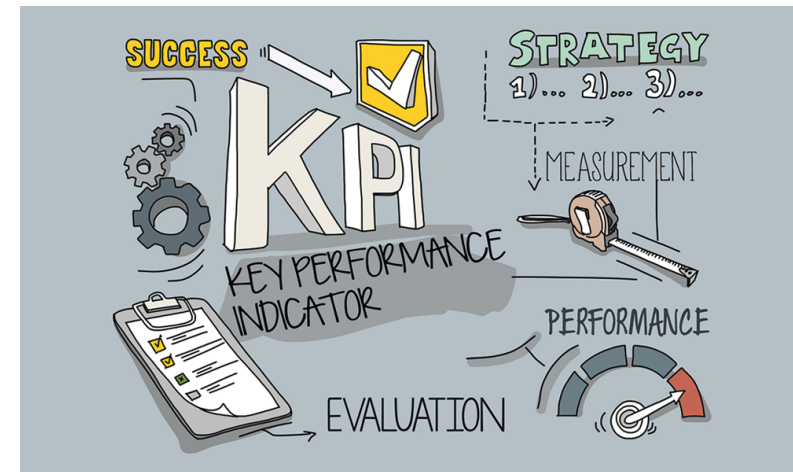 SUCCESS
STRATEGY
1)... 2)... 3)...
KPI
MEASUREMENT
KEY PERFORMANCE
INDICATOR
PERFORMANCE
EVALUATION